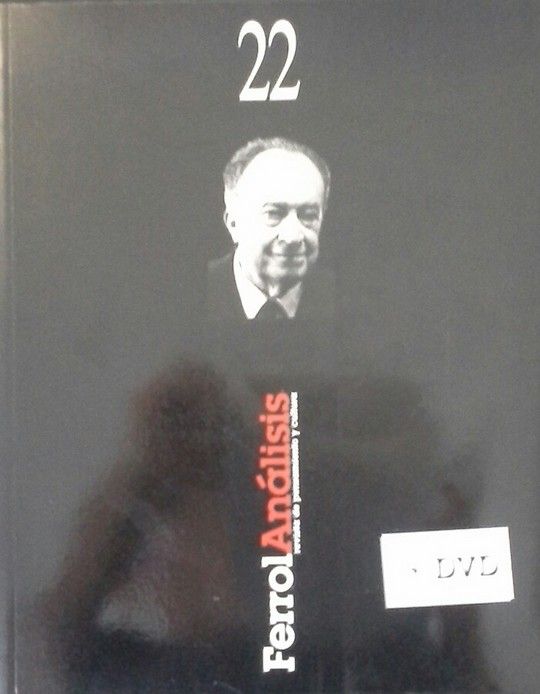 22
FerrolAnálisis
revista de pensamiento y cultura
DVD